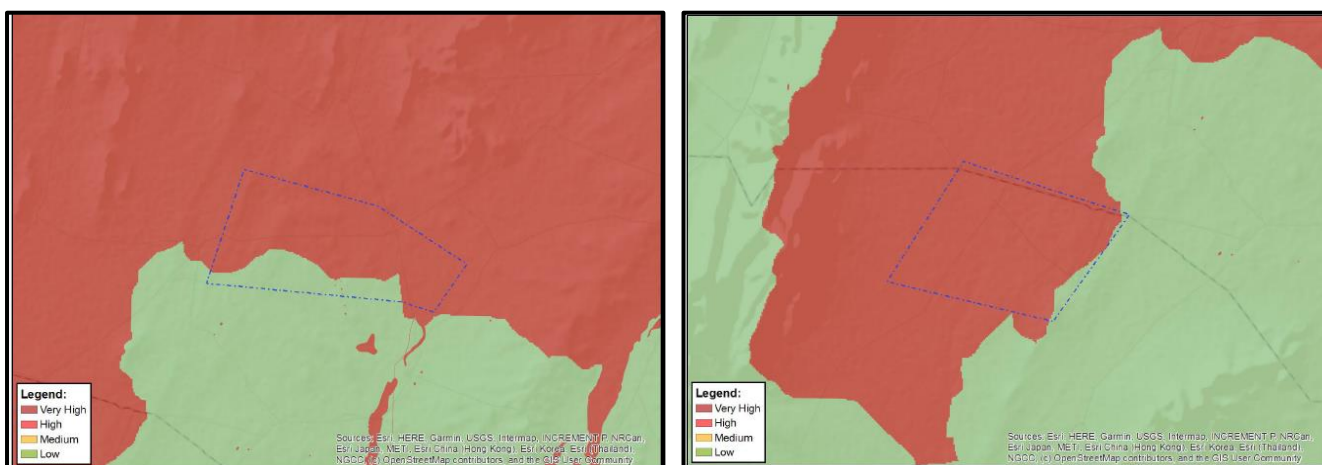 Legend:
Very High
High
Medium
Low
Sources: Esri, HERE, Garmin, USGS, Intermap, INCREMENT P, NRCan,
Esri Japan, METI, Esri China (Hong Kong), Esri Korea, Esri (Thailand),
NGCC, (c) OpenStreetMap contributors, and the GIS User Community
Legend:
Very High
High
Medium
Low
Sources: Esri, HERE, Garmin, USGS, Intermap, INCREMENT P, NRCan,
Esri Japan, METI, Esri China (Hong Kong), Esri Korea, Esri (Thailand),
NGCC, (c) OpenStreetMap contributors, and the GIS User Community